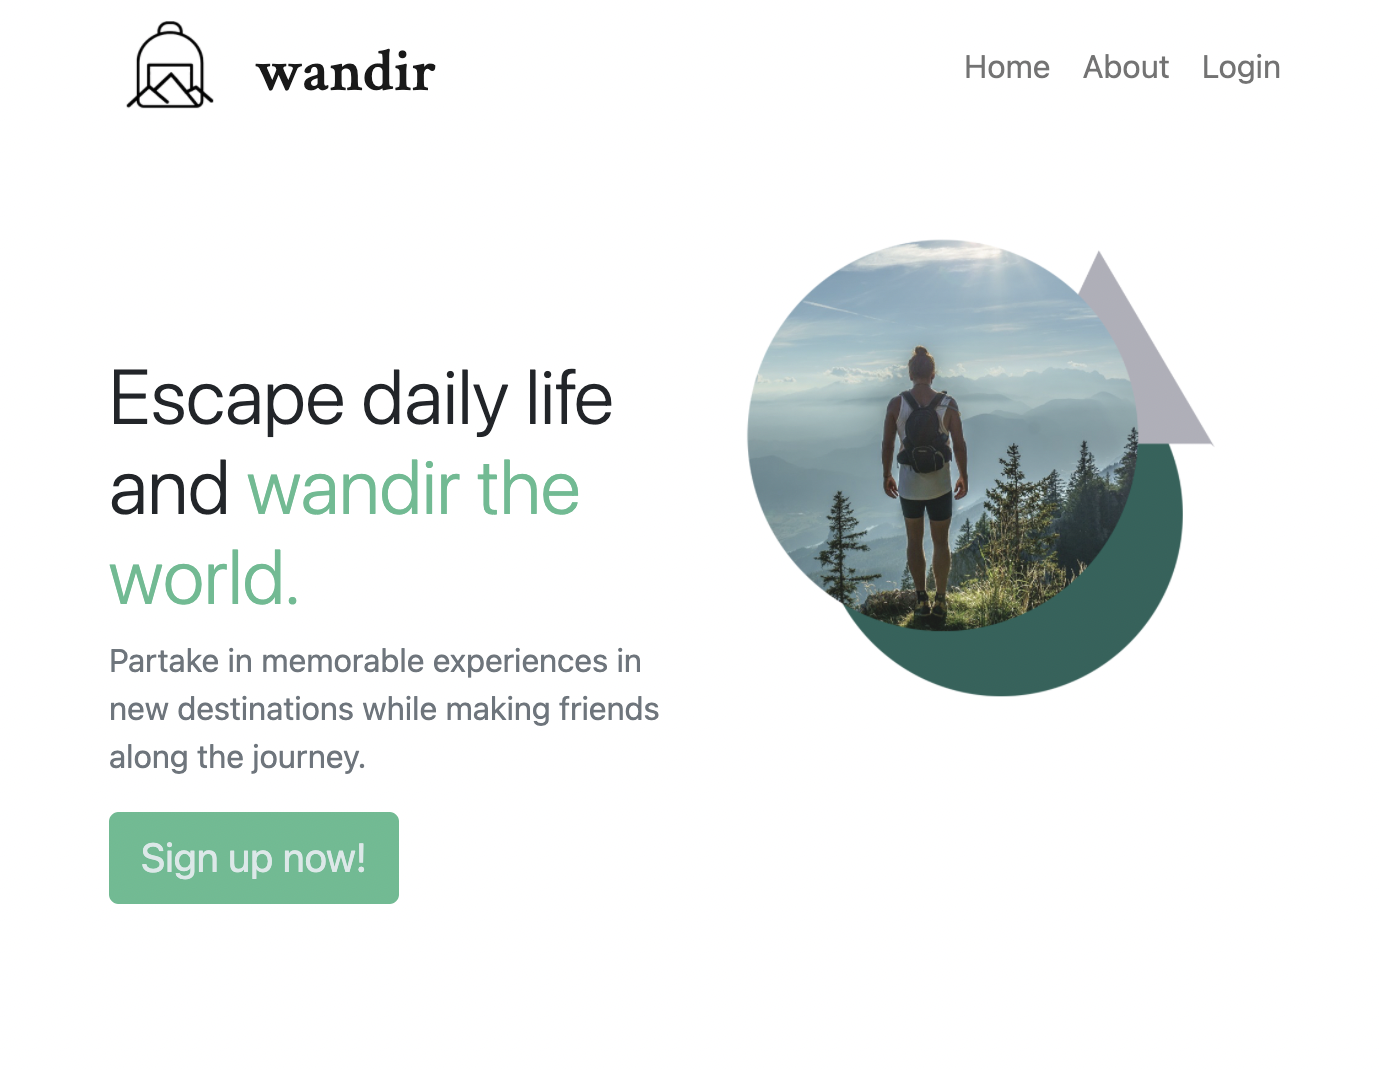 wandir
Home About Login
Escape daily life
and wandir the
world.
Partake in memorable experiences in
new destinations while making friends
along the journey.
Sign up now!